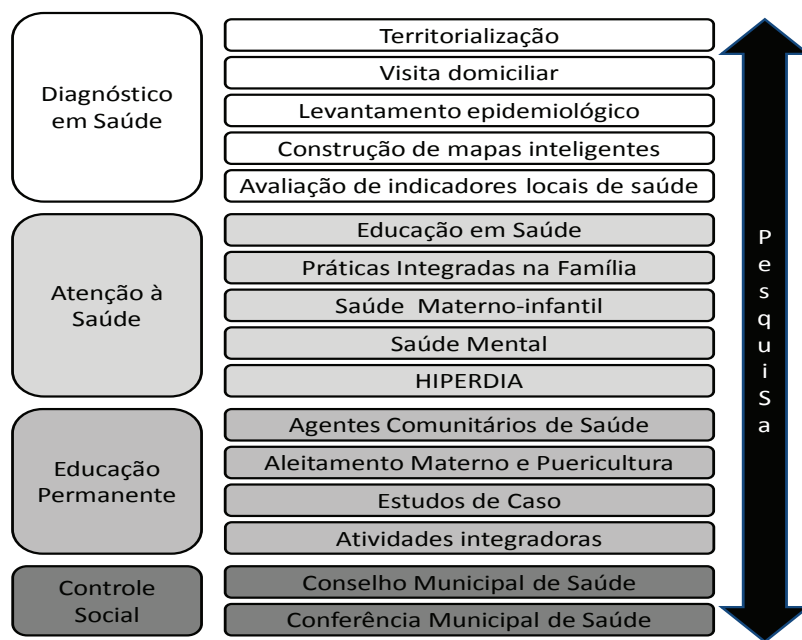 Diagnóstico
em Saúde
Territorialização
Visita domiciliar
Levantamento epidemiológico
Construção de mapas inteligentes
Avaliação de indicadores locais de saúde
Atenção à
Saúde
Educação em Saúde
Práticas Integradas na Família
Saúde Materno-infantil
Saúde Mental
HIPERDIA
Educação
Permanente
Agentes Comunitários de Saúde
Aleitamento Materno e Puericultura
Estudos de Caso
Atividades integradoras
Controle
Social
Conselho Municipal de Saúde
Conferência Municipal de Saúde
PesquiSa